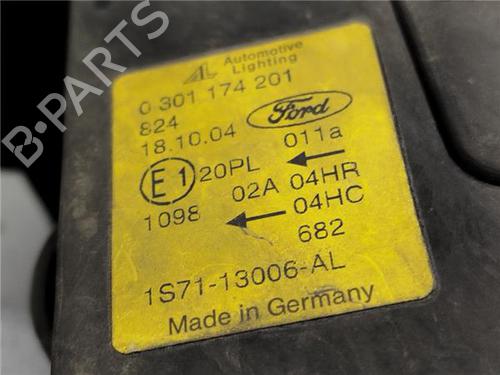 AL Automotive
Lighting
0 301 174 201
824
18.10.04 Ford
011a
E1 20PL
02A 04HR
1098 04HC
682
1S71-13006-AL
Made in Germany